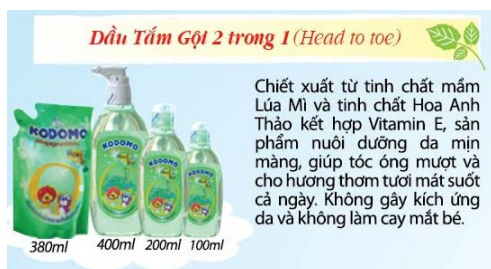 Dầu Tắm Gội 2 trong 1 (Head to toe)
KODOMO
KODOMO
KODOMO
Chiết xuất từ tinh chất mầm
Lúa Mì và tinh chất Hoa Anh
Thảo kết hợp Vitamin E, sản
phẩm nuôi dưỡng da mịn
màng, giúp tóc óng mượt và
cho hương thơm tươi mát suốt
cả ngày. Không gây kích ứng
da và không làm cay mắt bé.
380ml
400ml
200ml
100ml